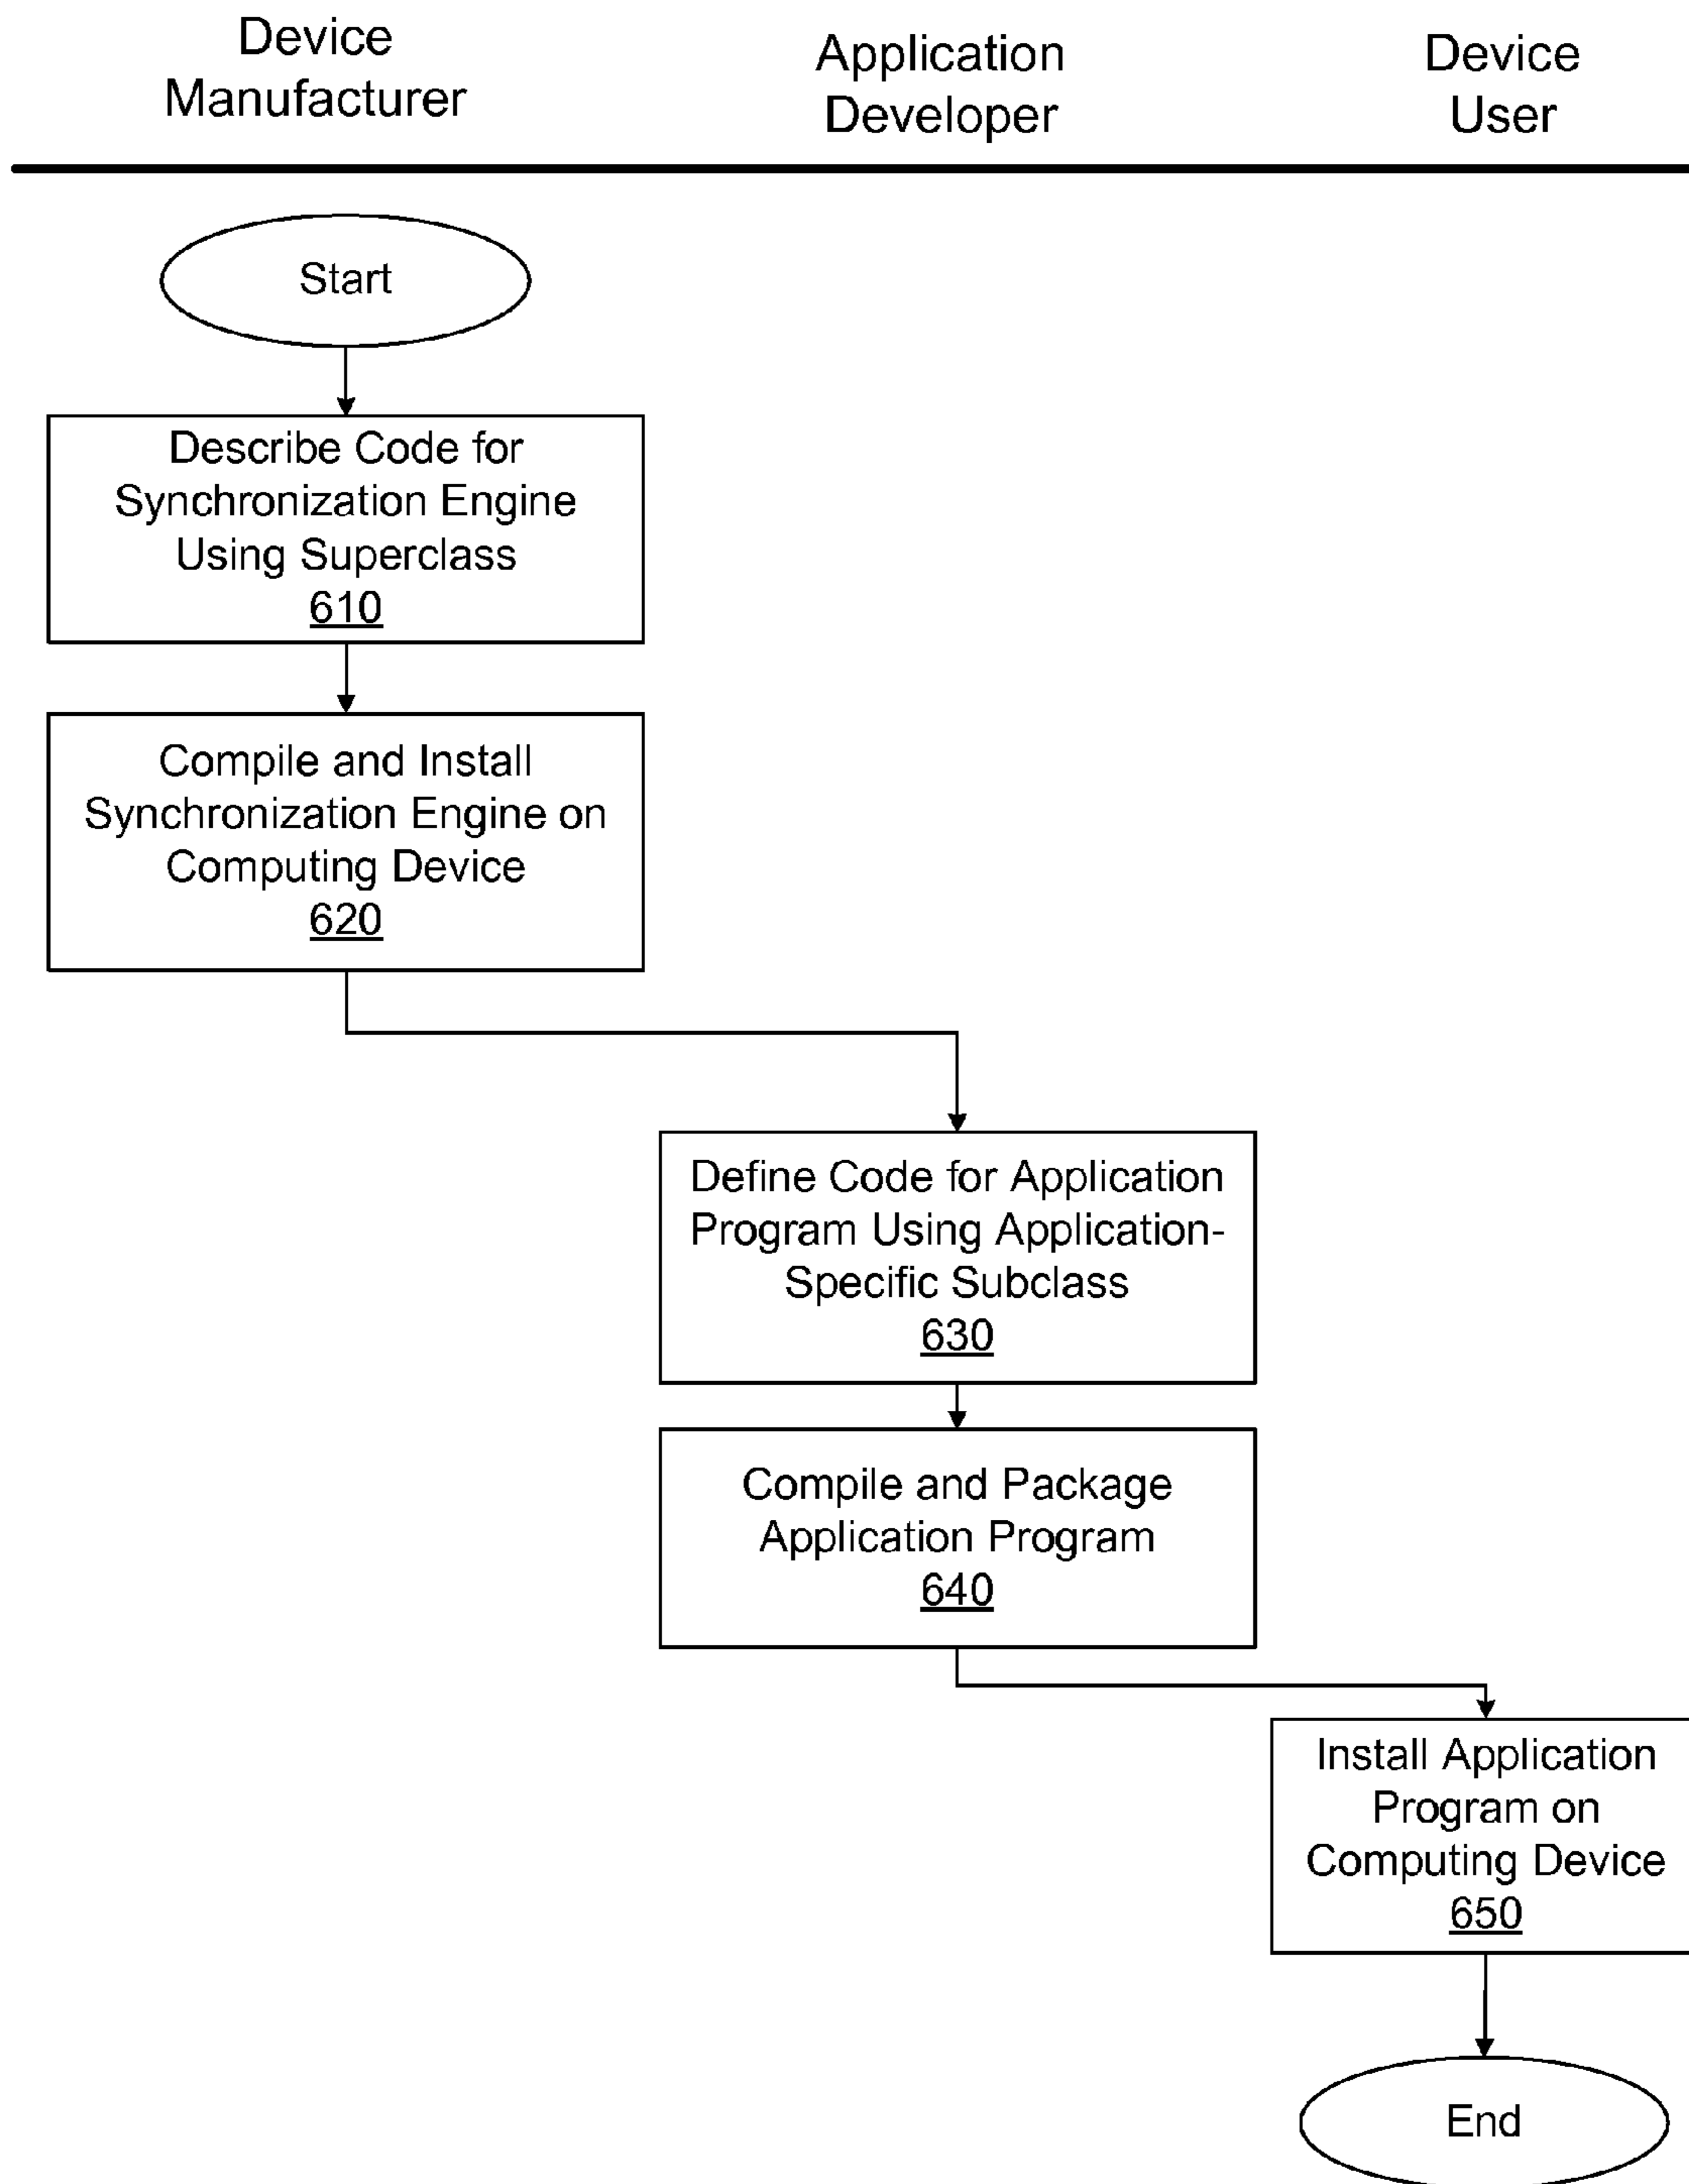 Device
Manufacturer
Application
Developer
Device
User
Start
Describe Code for
Synchronization Engine
Using Superclass
610
Compile and Install
Synchronization Engine on
Computing Device
620
Define Code for Application
Program Using Application-
Specific Subclass
630
Compile and Package
Application Program
640
Install Application
Program on
Computing Device
650
End